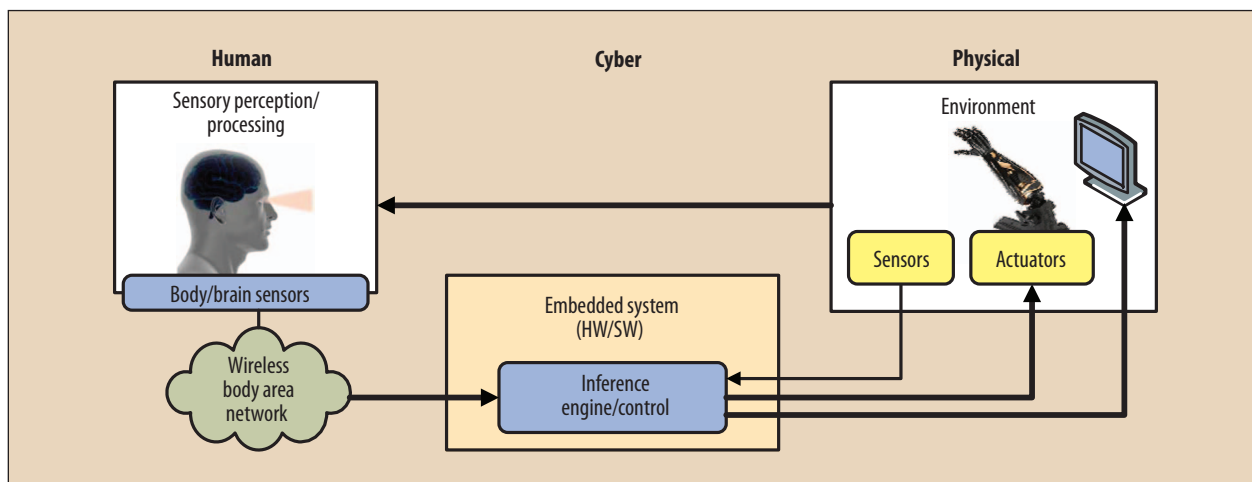 Human
Cyber
Physical
Sensory perception/
processing
Environment
Sensors
Actuators
Body/brain sensors
Embedded system
(HW/SW)
Wireless
body area
network
Inference
engine/control